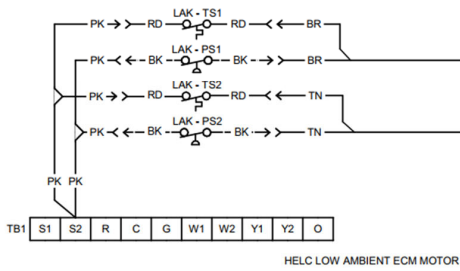 LAK - TS1
PK RD RD BR
LAK - PS1
PK BK BK BR
LAK - TS2
PK RD RD TN
LAK - PS2
PK BK BK TN
PK PK
TB1 S1 S2 R C G W1 W2 Y1 Y2 O
HELC LOW AMBIENT ECM MOTOR